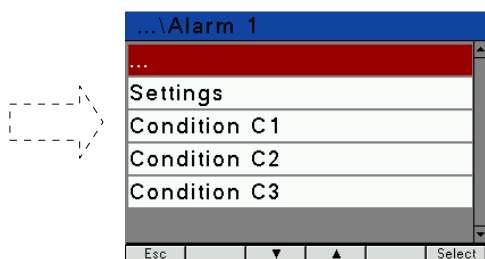 ...\Alarm 1
...
Settings
Condition C1
Condition C2
Condition C3
Esc ▼ ▲ Select